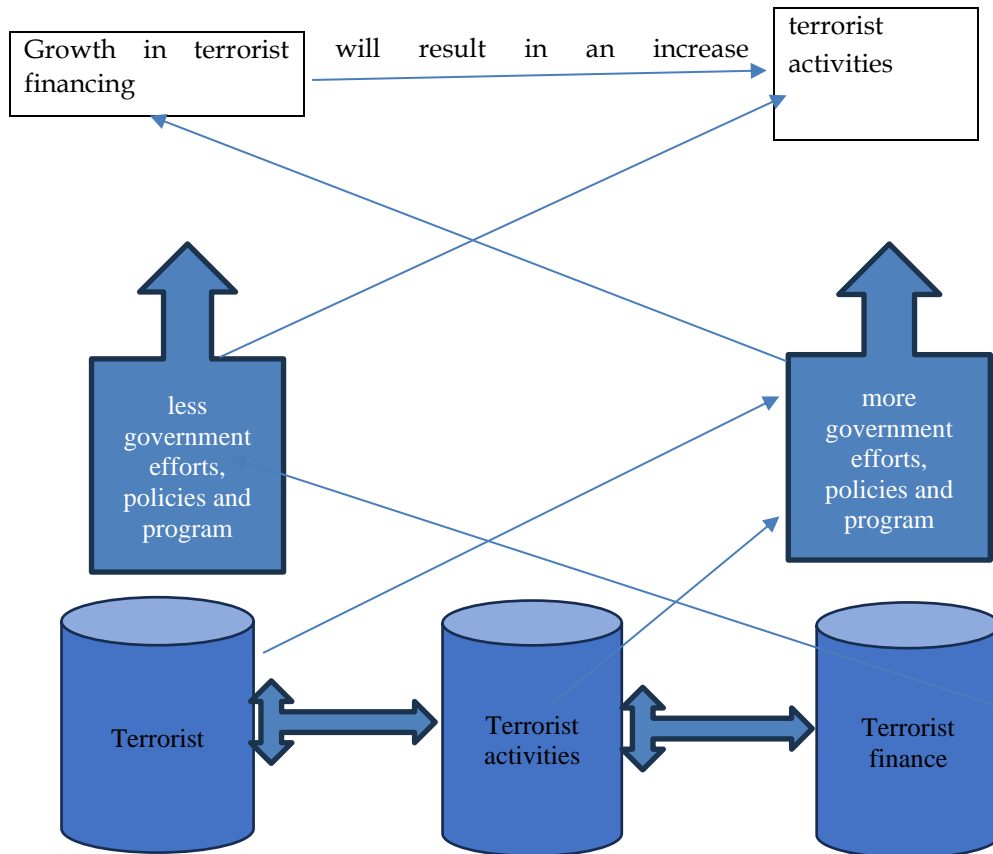 Growth in terrorist
financing
will result in an increase
terrorist
activities
less
government
efforts,
policies and
program
more
government
efforts,
policies and
program
Terrorist
Terrorist
activities
Terrorist
finance